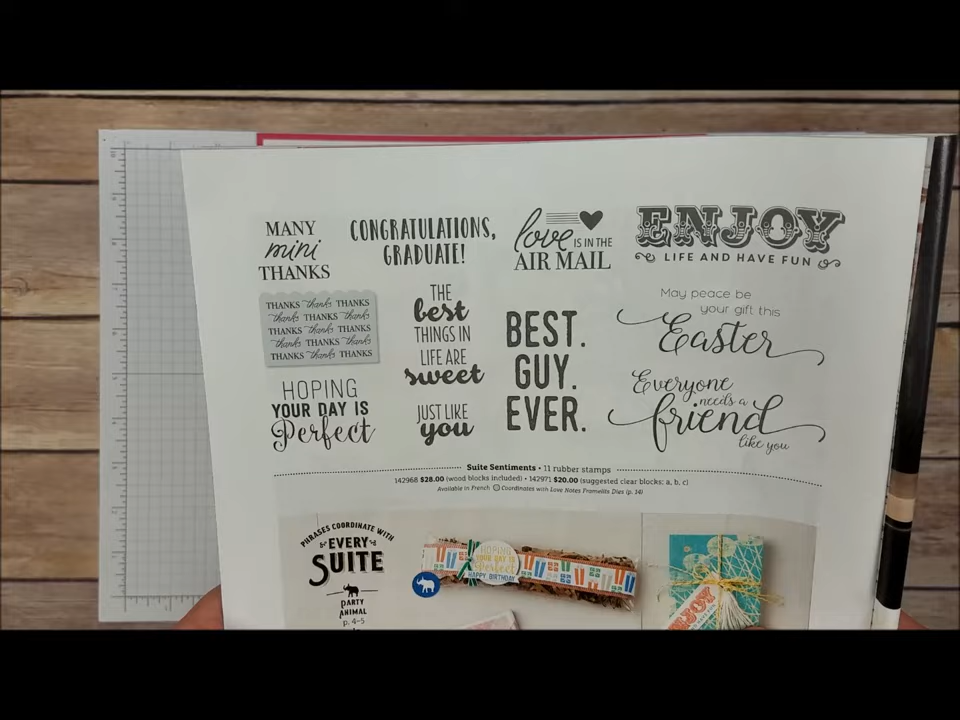 MANY
mini
THANKS
CONGRATULATIONS,
GRADUATE!
love IS IN THE
AIR MAIL
ENJOY
LIFE AND HAVE FUN
THANKS thanks THANKS
thanks THANKS thanks
THANKS thanks THANKS
thanks THANKS thanks
THANKS thanks THANKS
THE
best
THINGS IN
LIFE ARE
sweet
JUST LIKE
you
BEST.
GUY.
EVER.
May peace be
your gift this
Easter
HOPING
YOUR DAY IS
Perfect
Everyone
needs a
friend
like you
Suite Sentiments • 11 rubber stamps
142968 $28.00 (wood blocks included) • 142971 $20.00 (suggested clear blocks: a, b, c)
Available in French Coordinates with Love Notes Framelits Dies (p. 14)
PHRASES COORDINATE WITH
EVERY
SUITE
PARTY
ANIMAL
p. 4–5
HOPING
YOUR DAY IS
Perfect
HAPPY BIRTHDAY
ENJOY